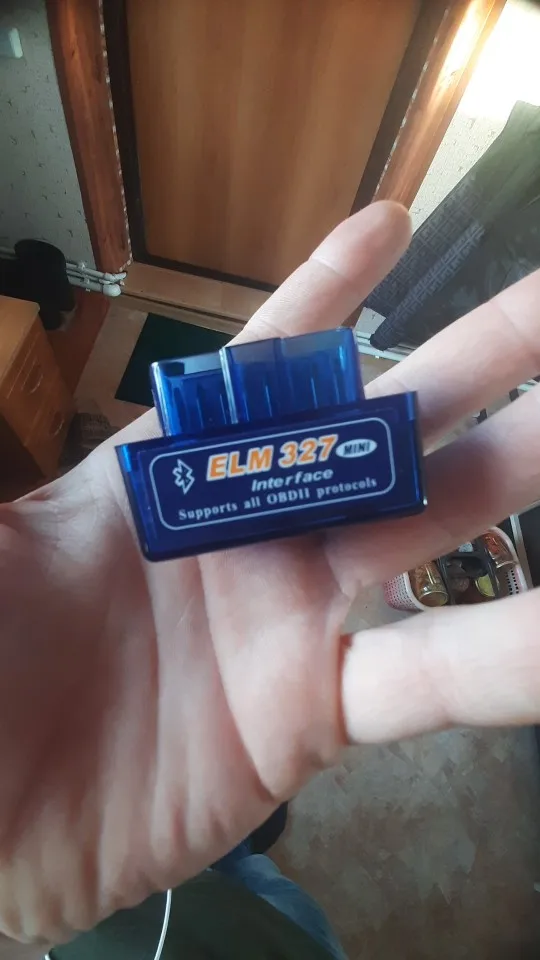 ELM 327 MINI
Interface
Supports all OBDII protocols